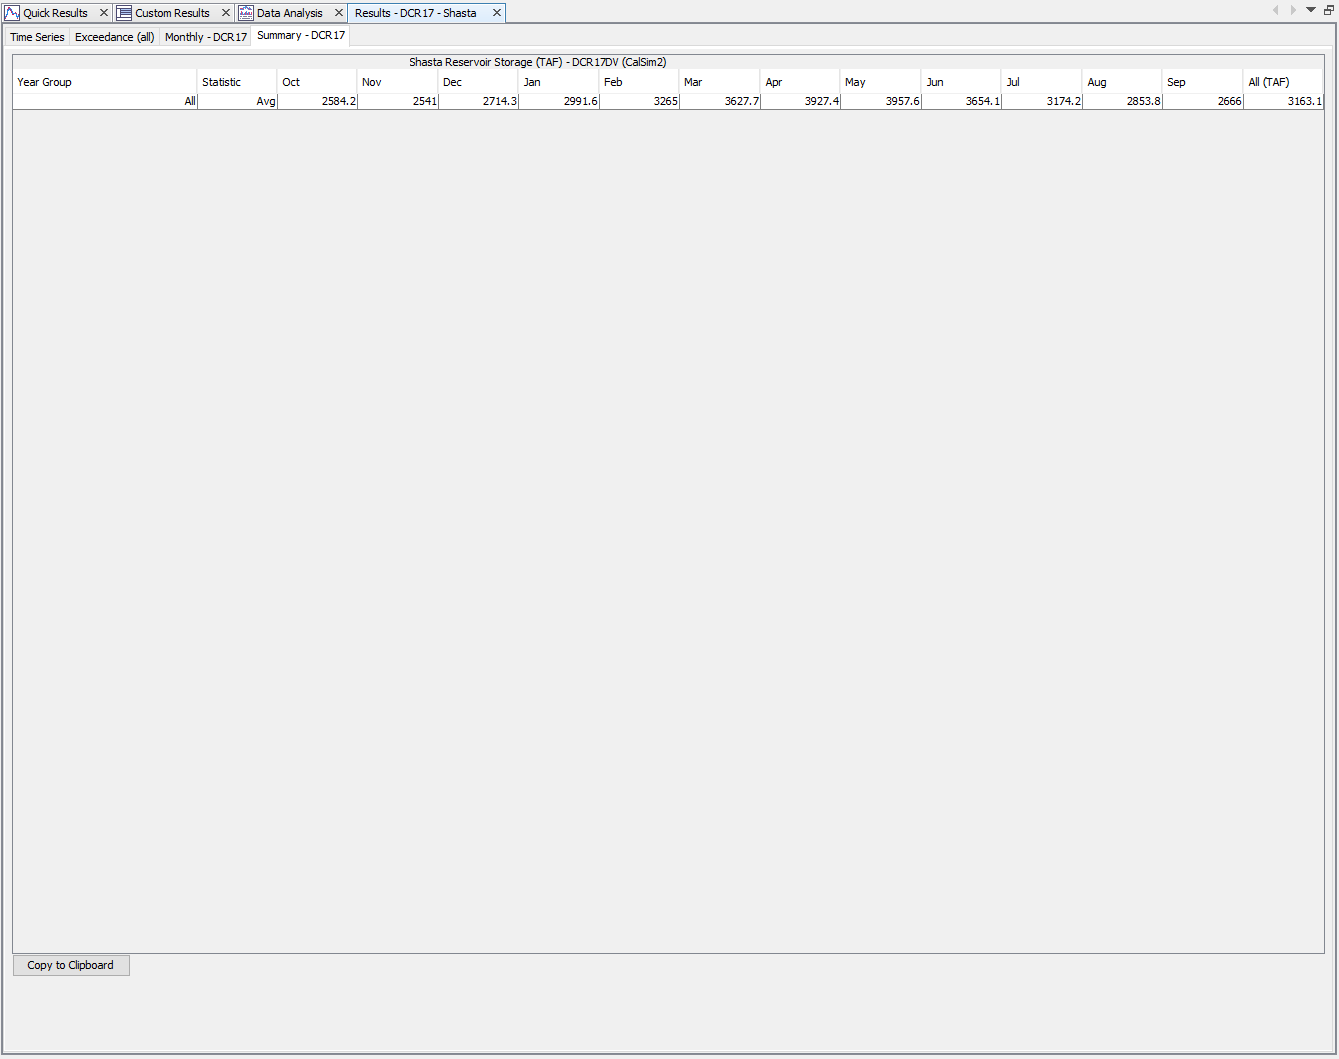 Quick Results Custom Results Data Analysis Results - DCR17 - Shasta
Time Series Exceedance (all) Monthly - DCR17 Summary - DCR17
Shasta Reservoir Storage (TAF) - DCR17DV (CalSim2)
Year Group Statistic Oct Nov Dec Jan Feb Mar Apr May Jun Jul Aug Sep All (TAF)
All Avg 2584.2 2541 2714.3 2991.6 3265 3627.7 3927.4 3957.6 3654.1 3174.2 2853.8 2666 3163.1
Copy to Clipboard